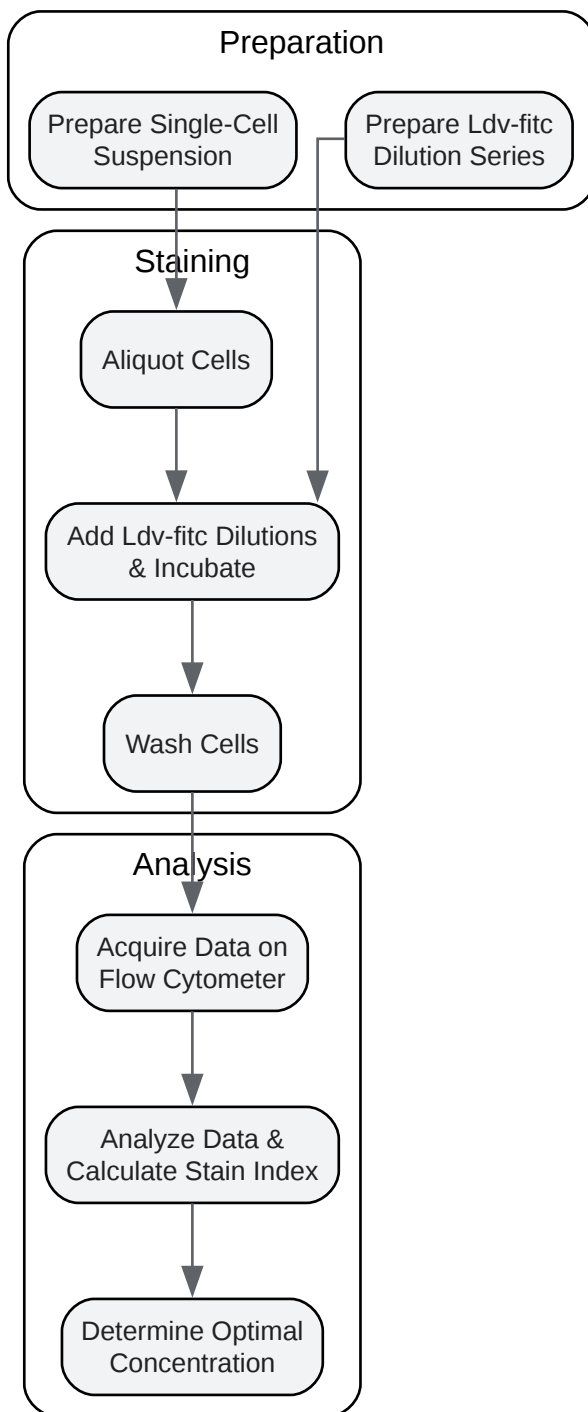 Preparation
Prepare Single-Cell
Suspension
Prepare Ldv-fitc
Dilution Series
Staining
Aliquot Cells
Add Ldv-fitc Dilutions
& Incubate
Wash Cells
Analysis
Acquire Data on
Flow Cytometer
Analyze Data &
Calculate Stain Index
Determine Optimal
Concentration